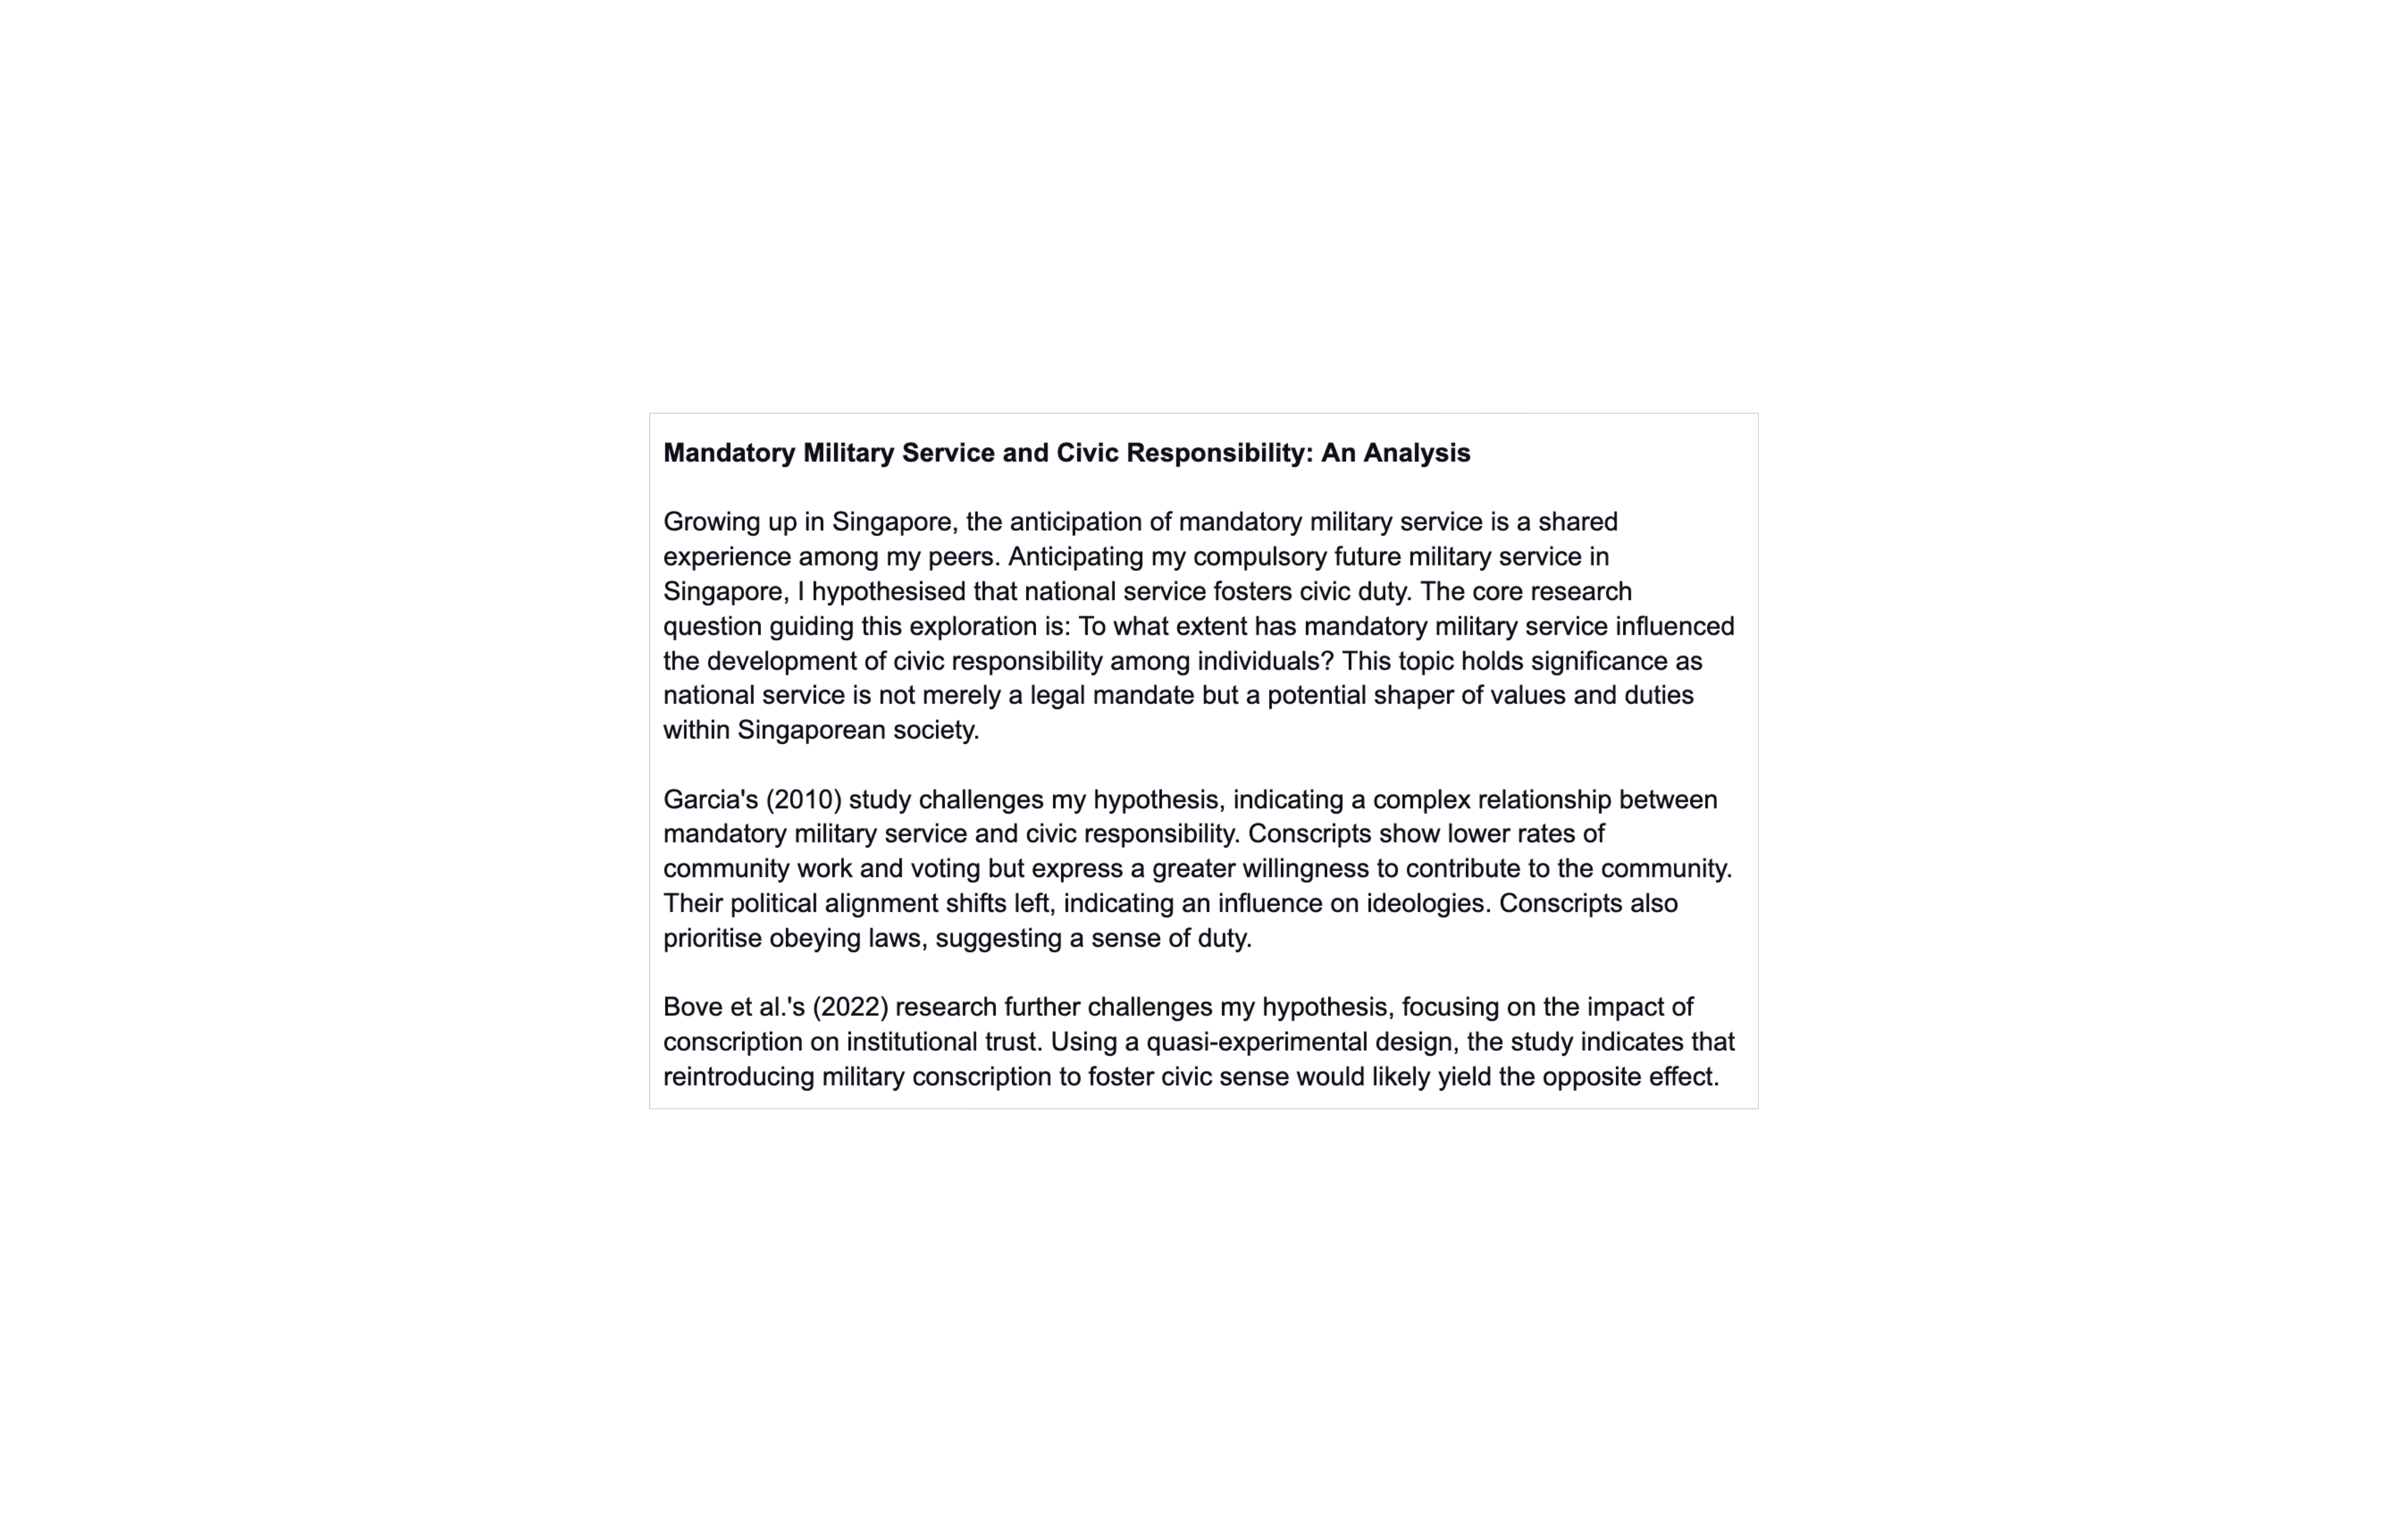 Mandatory Military Service and Civic Responsibility: An Analysis
Growing up in Singapore, the anticipation of mandatory military service is a shared
experience among my peers. Anticipating my compulsory future military service in
Singapore, I hypothesised that national service fosters civic duty. The core research
question guiding this exploration is: To what extent has mandatory military service influenced
the development of civic responsibility among individuals? This topic holds significance as
national service is not merely a legal mandate but a potential shaper of values and duties
within Singaporean society.
Garcia's (2010) study challenges my hypothesis, indicating a complex relationship between
mandatory military service and civic responsibility. Conscripts show lower rates of
community work and voting but express a greater willingness to contribute to the community.
Their political alignment shifts left, indicating an influence on ideologies. Conscripts also
prioritise obeying laws, suggesting a sense of duty.
Bove et al.'s (2022) research further challenges my hypothesis, focusing on the impact of
conscription on institutional trust. Using a quasi-experimental design, the study indicates that
reintroducing military conscription to foster civic sense would likely yield the opposite effect.